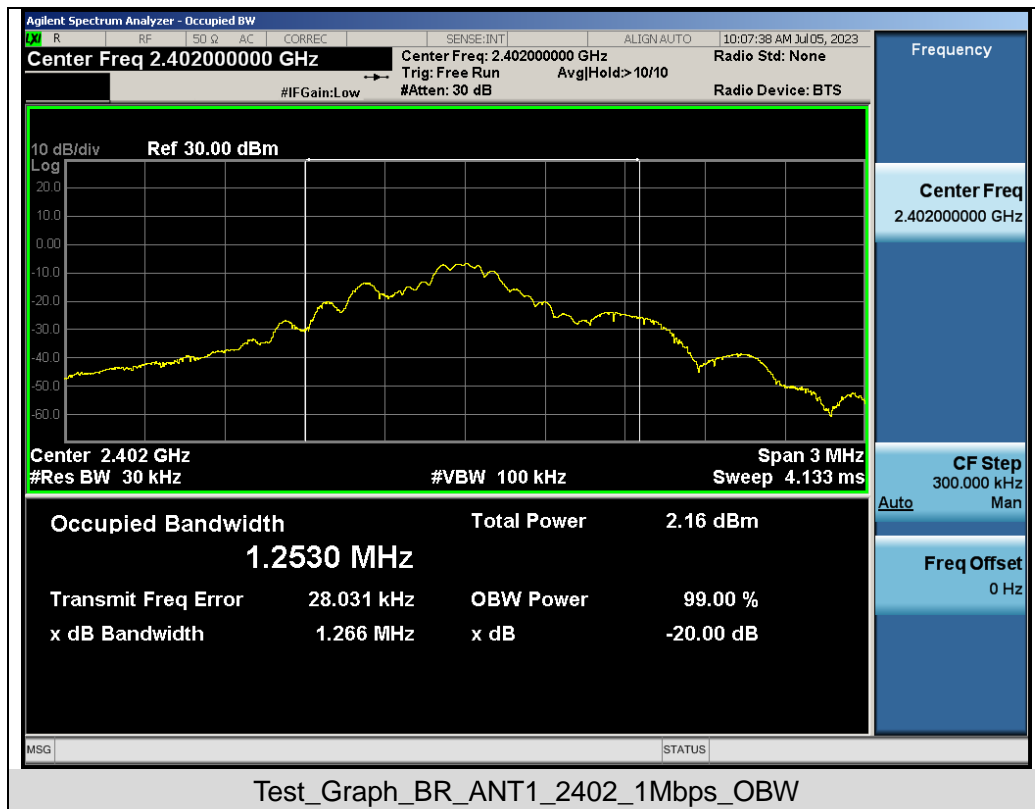 Agilent Spectrum Analyzer - Occupied BW
LXI R RF 50 Ω AC CORREC SENSE:INT ALIGN AUTO 10:07:38 AM Jul 05, 2023
Center Freq 2.402000000 GHz
Center Freq: 2.402000000 GHz Radio Std: None
Trig: Free Run Avg|Hold:>10/10
#IFGain:Low #Atten: 30 dB Radio Device: BTS
Frequency
10 dB/div Ref 30.00 dBm
Log
20.0
10.0
0.00
-10.0
-20.0
-30.0
-40.0
-50.0
-60.0
Center 2.402 GHz Span 3 MHz
#Res BW 30 kHz #VBW 100 kHz Sweep 4.133 ms
Center Freq
2.402000000 GHz
CF Step
300.000 kHz
Auto Man
Freq Offset
0 Hz
Occupied Bandwidth Total Power 2.16 dBm
1.2530 MHz
Transmit Freq Error 28.031 kHz OBW Power 99.00 %
x dB Bandwidth 1.266 MHz x dB -20.00 dB
MSG STATUS
Test_Graph_BR_ANT1_2402_1Mbps_OBW